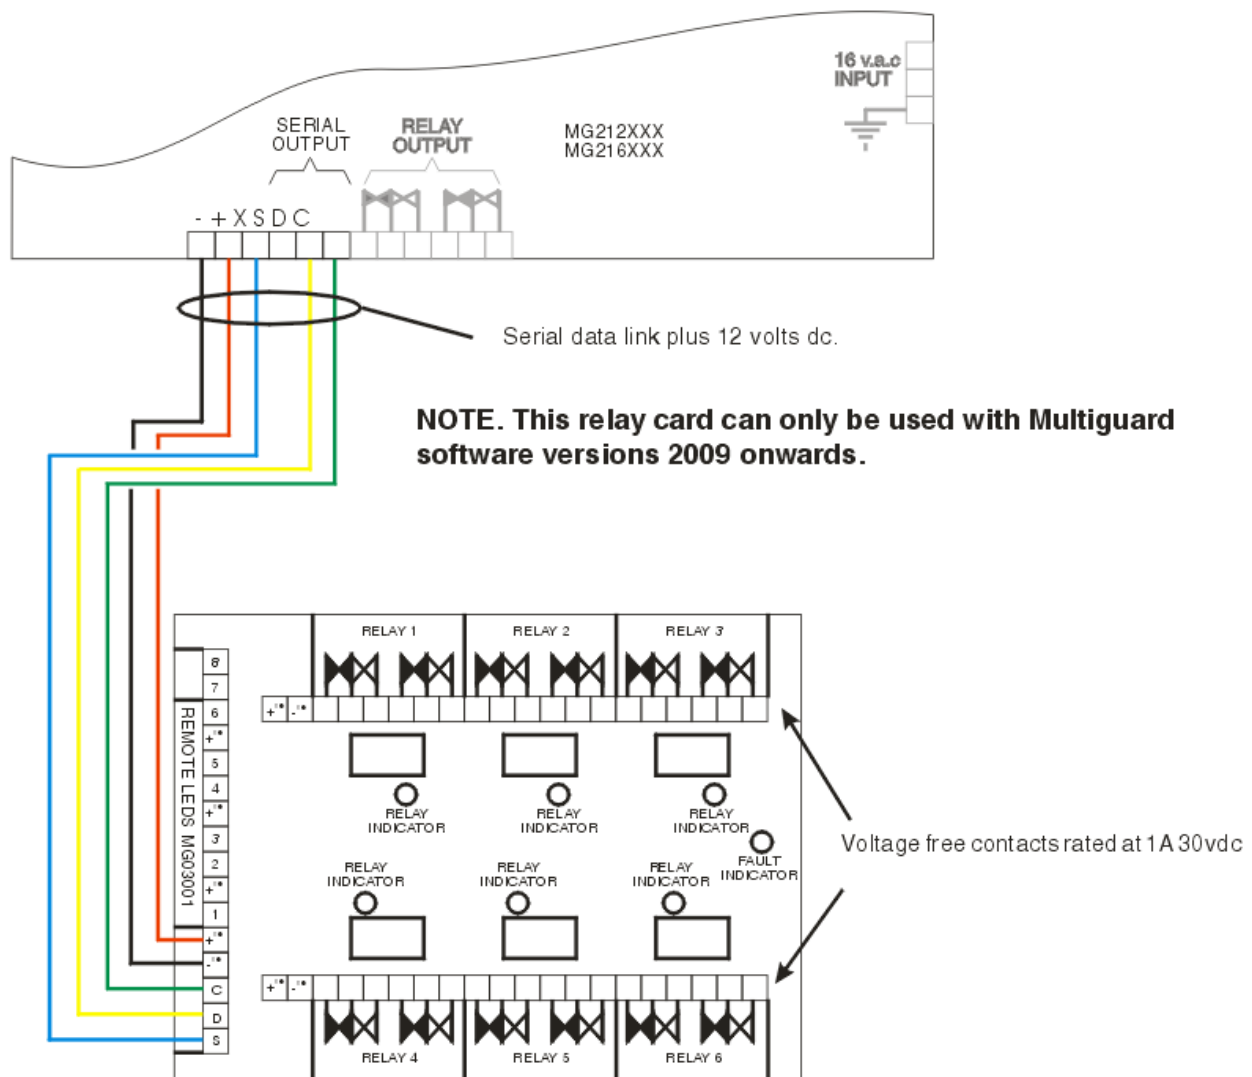 16 v.a.c
INPUT
SERIAL
OUTPUT
RELAY
OUTPUT
MG212XXX
MG216XXX
- + X S D C
Serial data link plus 12 volts dc.
NOTE. This relay card can only be used with Multiguard
software versions 2009 onwards.
RELAY 1
RELAY 2
RELAY 3
8
7
6
+
5
4
+
3
2
+
1
+
-
C
D
S
REMOTE LEDS MG03001
+ -
RELAY
INDICATOR
RELAY
INDICATOR
RELAY
INDICATOR
FAULT
INDICATOR
Voltage free contacts rated at 1A 30vdc
RELAY
INDICATOR
RELAY
INDICATOR
RELAY
INDICATOR
+ -
RELAY 4
RELAY 5
RELAY 6